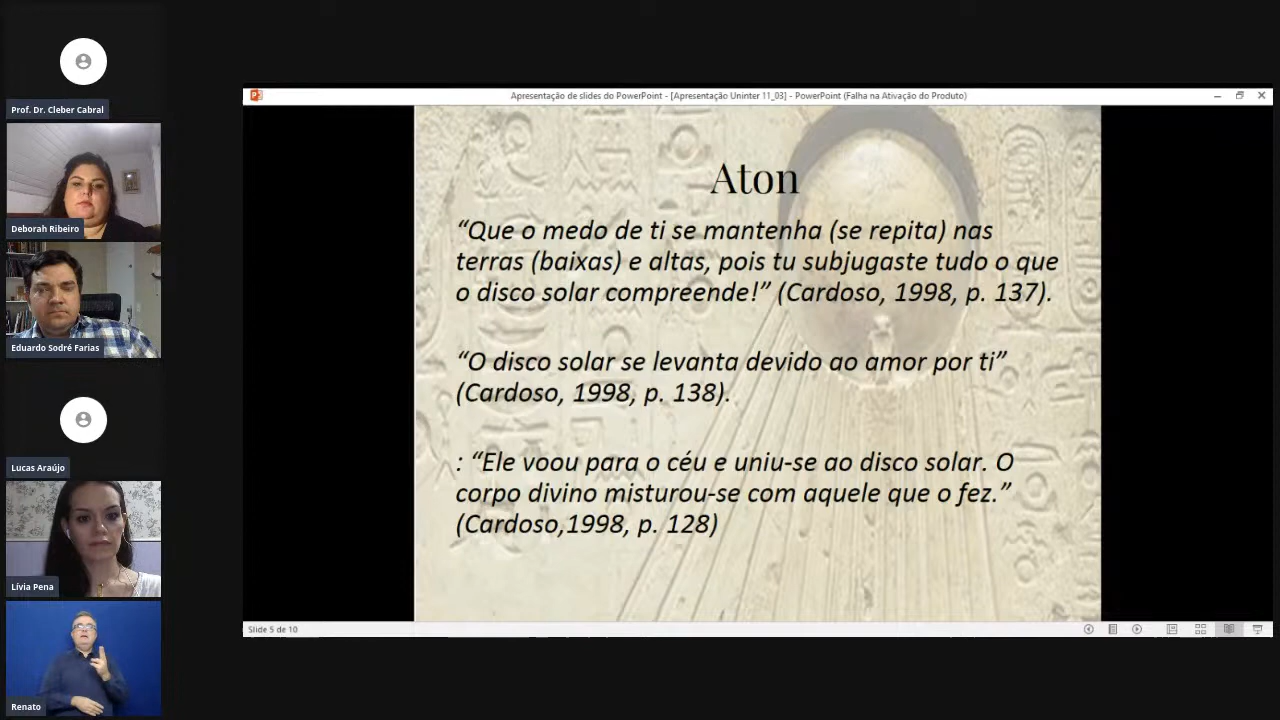 Prof. Dr. Cleber Cabral
Deborah Ribeiro
Eduardo Sodré Farias
Lucas Araújo
Lívia Pena
Renato
Apresentação de slides do PowerPoint - [Apresentação Uninter 11_03] - PowerPoint (Falha na Ativação do Produto)
Aton
“Que o medo de ti se mantenha (se repita) nas
terras (baixas) e altas, pois tu subjugaste tudo o que
o disco solar compreende!” (Cardoso, 1998, p. 137).
“O disco solar se levanta devido ao amor por ti”
(Cardoso, 1998, p. 138).
: “Ele voou para o céu e uniu-se ao disco solar. O
corpo divino misturou-se com aquele que o fez.”
(Cardoso,1998, p. 128)
Slide 5 de 10